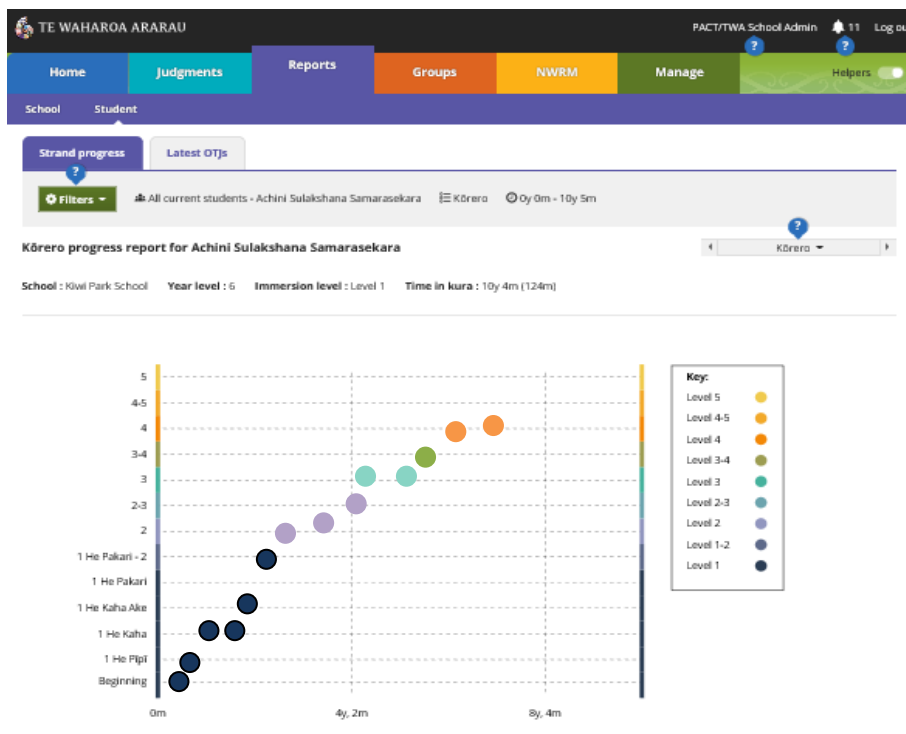 TE WAHAROA ARARAU
PACT/TWA School Admin 11 Log ou
? ?
Home Judgments Reports Groups NWRM Manage Helpers
School Student
Strand progress Latest OTJs
?
Filters All current students - Achini Sulakshana Samarasekara Kōrero 0y 0m - 10y 5m
?
Kōrero progress report for Achini Sulakshana Samarasekara Kōrero
School : Kiwi Park School Year level : 6 Immersion level : Level 1 Time in kura : 10y 4m (124m)
5
4-5
4
3-4
3
2-3
2
1 He Pakari - 2
1 He Pakari
1 He Kaha Ake
1 He Kaha
1 He Pīpī
Beginning
0m 4y, 2m 8y, 4m
Key:
Level 5
Level 4-5
Level 4
Level 3-4
Level 3
Level 2-3
Level 2
Level 1-2
Level 1